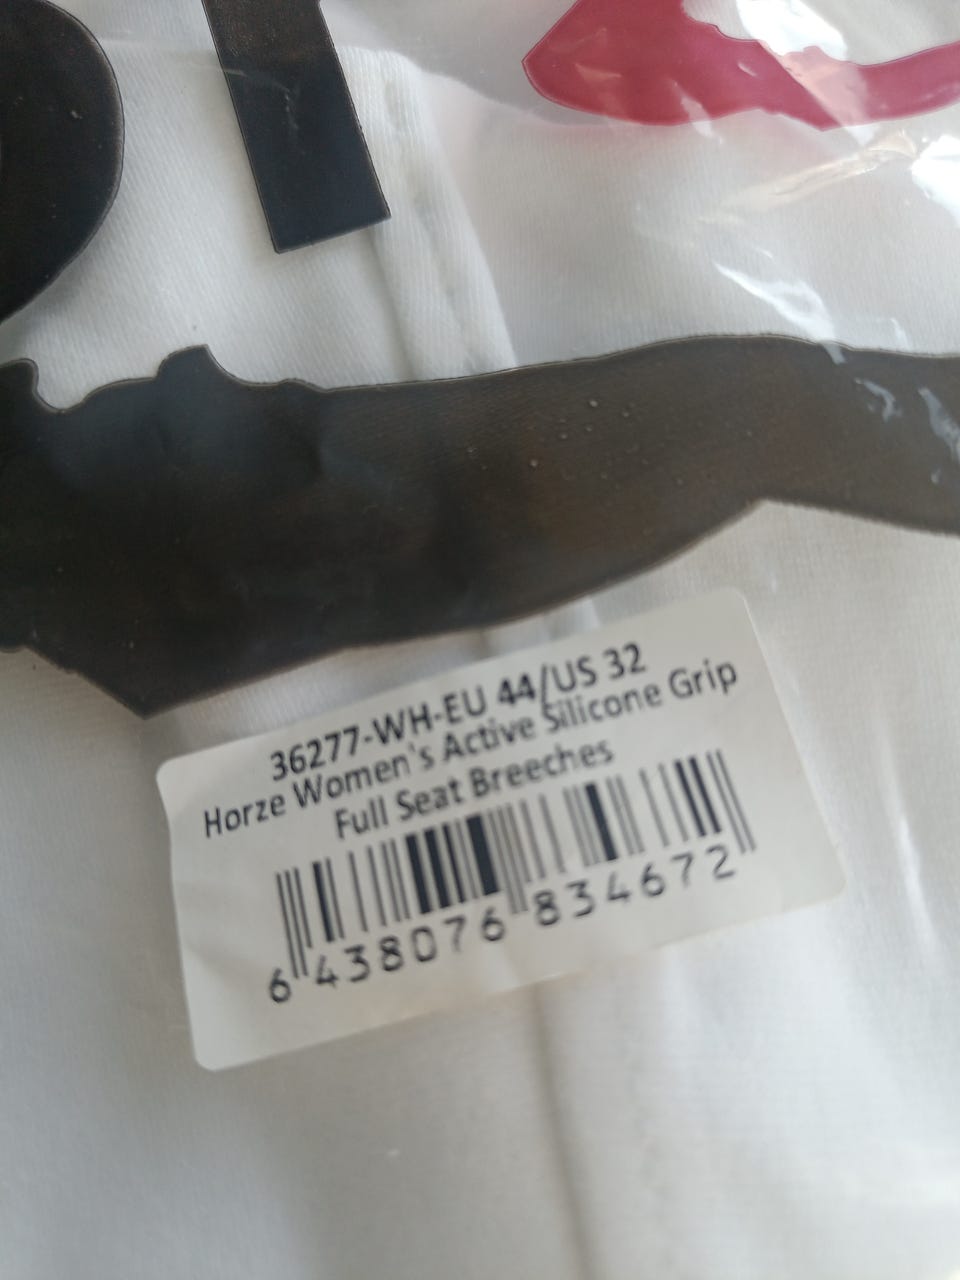 36277-WH-EU 44/US 32
Horze Women's Active Silicone Grip
Full Seat Breeches
6 438076 834672